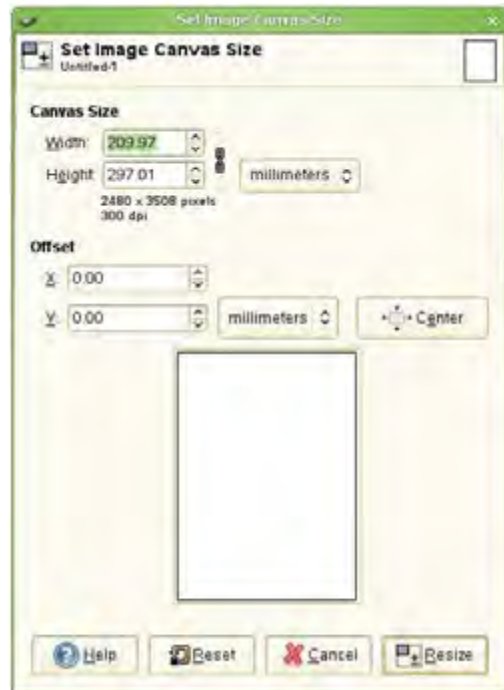 Set Image Canvas Size
Set Image Canvas Size
Untitled-1
Canvas Size
Width: 209.97
Height: 297.01 millimeters
2480 x 3508 pixels
300 dpi
Offset
X: 0.00
Y: 0.00 millimeters Center
Help Reset Cancel Resize